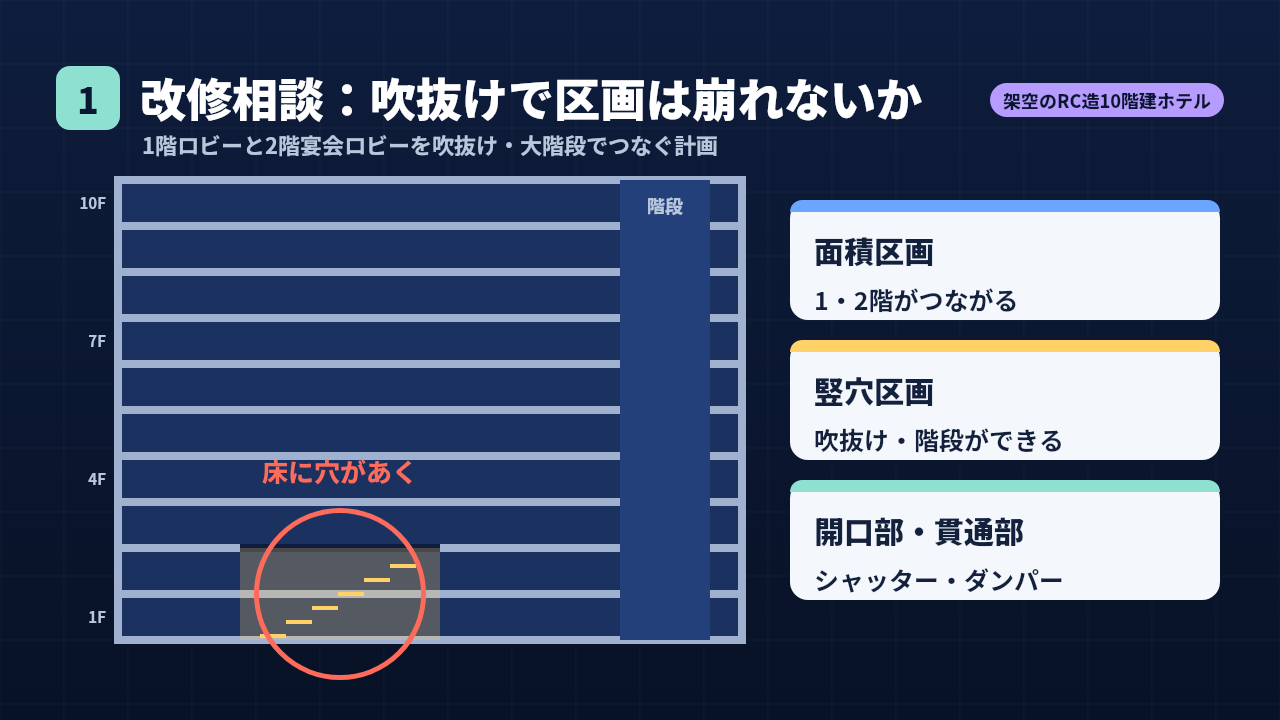 1
改修相談：吹抜けで区画は崩れないか
架空のRC造10階建ホテル
1階ロビーと2階宴会ロビーを吹抜け・大階段でつなぐ計画
10F
階段
7F
床に穴があく
4F
1F
面積区画
1・2階がつながる
竪穴区画
吹抜け・階段ができる
開口部・貫通部
シャッター・ダンパー